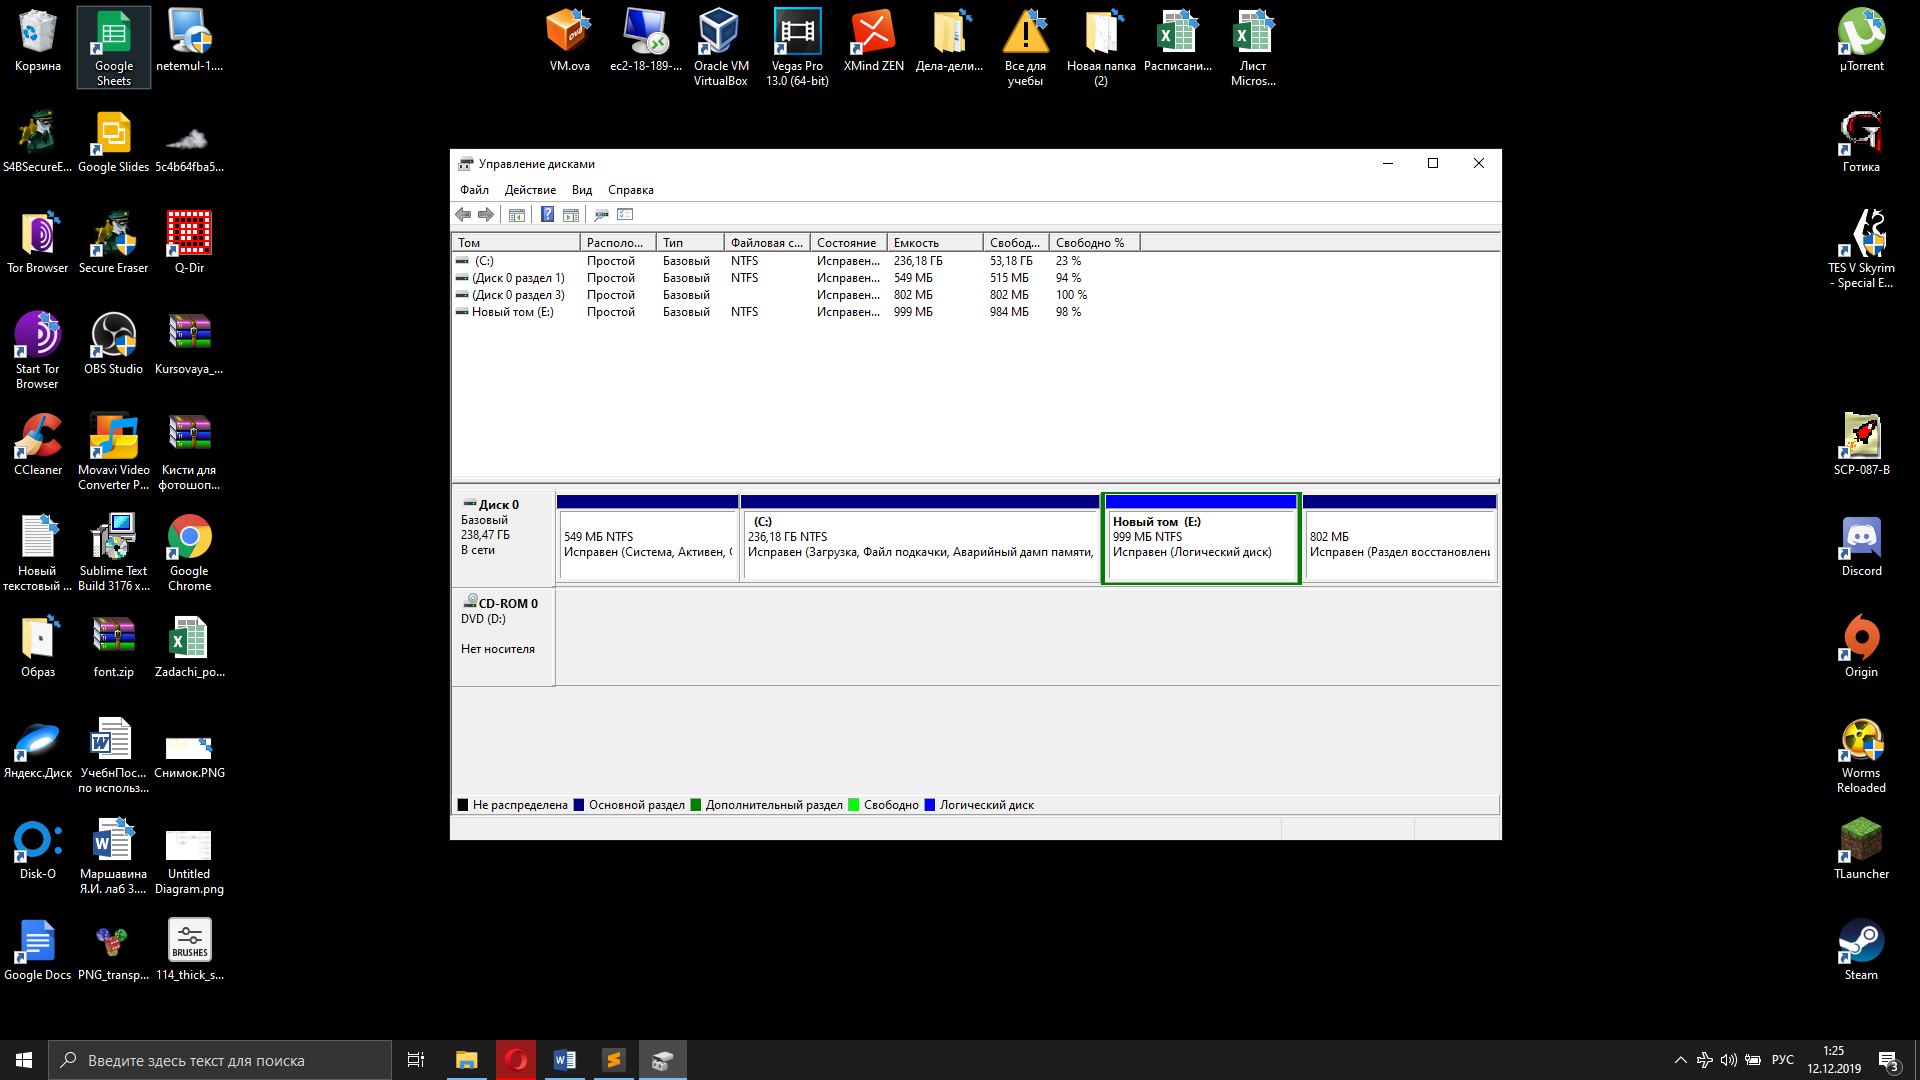 Корзина
Google
Sheets
netemul-1....
VM.ova
ec2-18-189-...
Oracle VM
VirtualBox
Vegas Pro
13.0 (64-bit)
XMind ZEN
Дела-дели...
Все для
учебы
Новая папка
(2)
Расписани...
Лист
Micros...
µTorrent
S4BSecureE...
Google Slides
5c4b64fba5...
Готика
Tor Browser
Secure Eraser
Q-Dir
TES V Skyrim
- Special E...
Start Tor
Browser
OBS Studio
Kursovaya_...
CCleaner
Movavi Video
Converter P...
Кисти для
фотошоп...
SCP-087-B
Новый
текстовый ...
Sublime Text
Build 3176 x...
Google
Chrome
Discord
Образ
font.zip
Zadachi_po...
Origin
Яндекс.Диск
УчебнПос...
по использ...
Снимок.PNG
Worms
Reloaded
Disk-O
Маршавина
Я.И. лаб 3....
Untitled
Diagram.png
TLauncher
Google Docs
PNG_transp...
BRUSHES
114_thick_s...
Steam
Управление дисками
Файл Действие Вид Справка
Том Располо... Тип Файловая с... Состояние Емкость Свобод... Свободно %
(C:) Простой Базовый NTFS Исправен... 236,18 ГБ 53,18 ГБ 23 %
(Диск 0 раздел 1) Простой Базовый NTFS Исправен... 549 МБ 515 МБ 94 %
(Диск 0 раздел 3) Простой Базовый Исправен... 802 МБ 802 МБ 100 %
Новый том (E:) Простой Базовый NTFS Исправен... 999 МБ 984 МБ 98 %
Диск 0
Базовый
238,47 ГБ
В сети
549 МБ NTFS
Исправен (Система, Активен, (
(C:)
236,18 ГБ NTFS
Исправен (Загрузка, Файл подкачки, Аварийный дамп памяти,
Новый том (E:)
999 МБ NTFS
Исправен (Логический диск)
802 МБ
Исправен (Раздел восстановлени
CD-ROM 0
DVD (D:)
Нет носителя
Не распределена Основной раздел Дополнительный раздел Свободно Логический диск
Введите здесь текст для поиска
РУС
1:25
12.12.2019
3